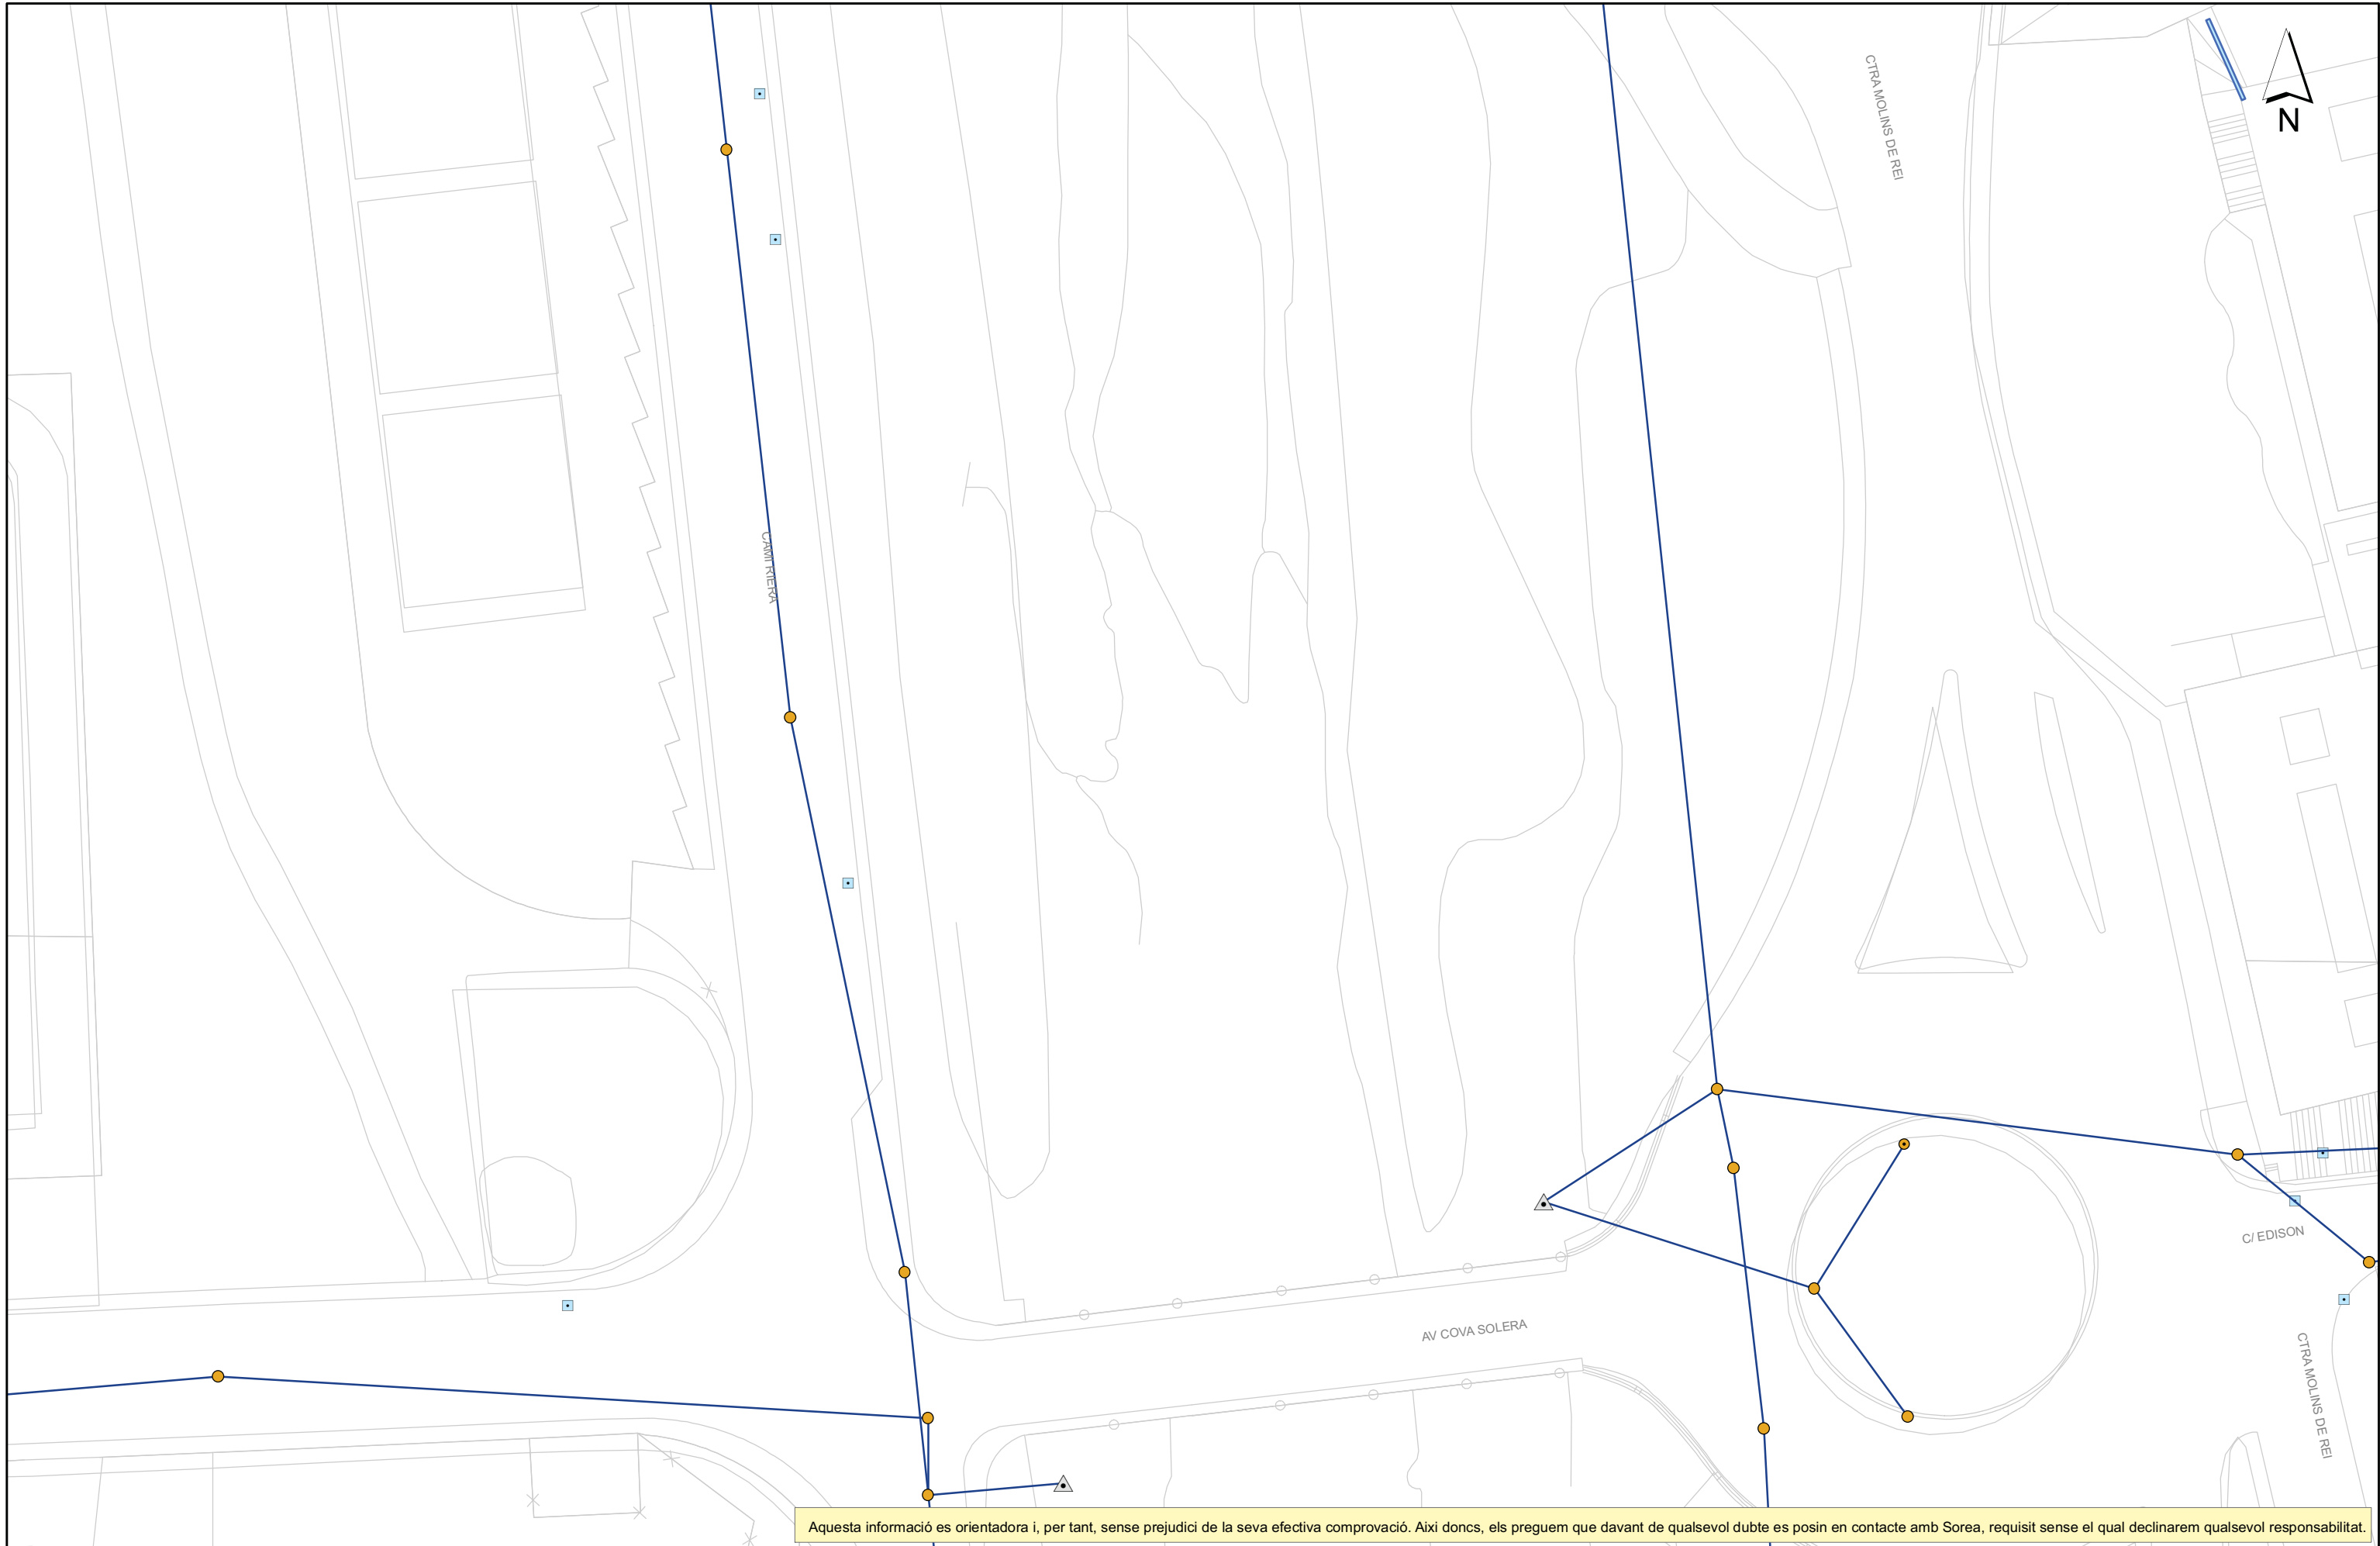 CTRA MOLINS DE REI
N
CAMI RIERA
C/ EDISON
AV COVA SOLERA
CTRA MOLINS DE REI
Aquesta informació es orientadora i, per tant, sense prejudici de la seva efectiva comprovació. Aixi doncs, els preguem que davant de qualsevol dubte es posin en contacte amb Sorea, requisit sense el qual declinarem qualsevol responsabilitat.